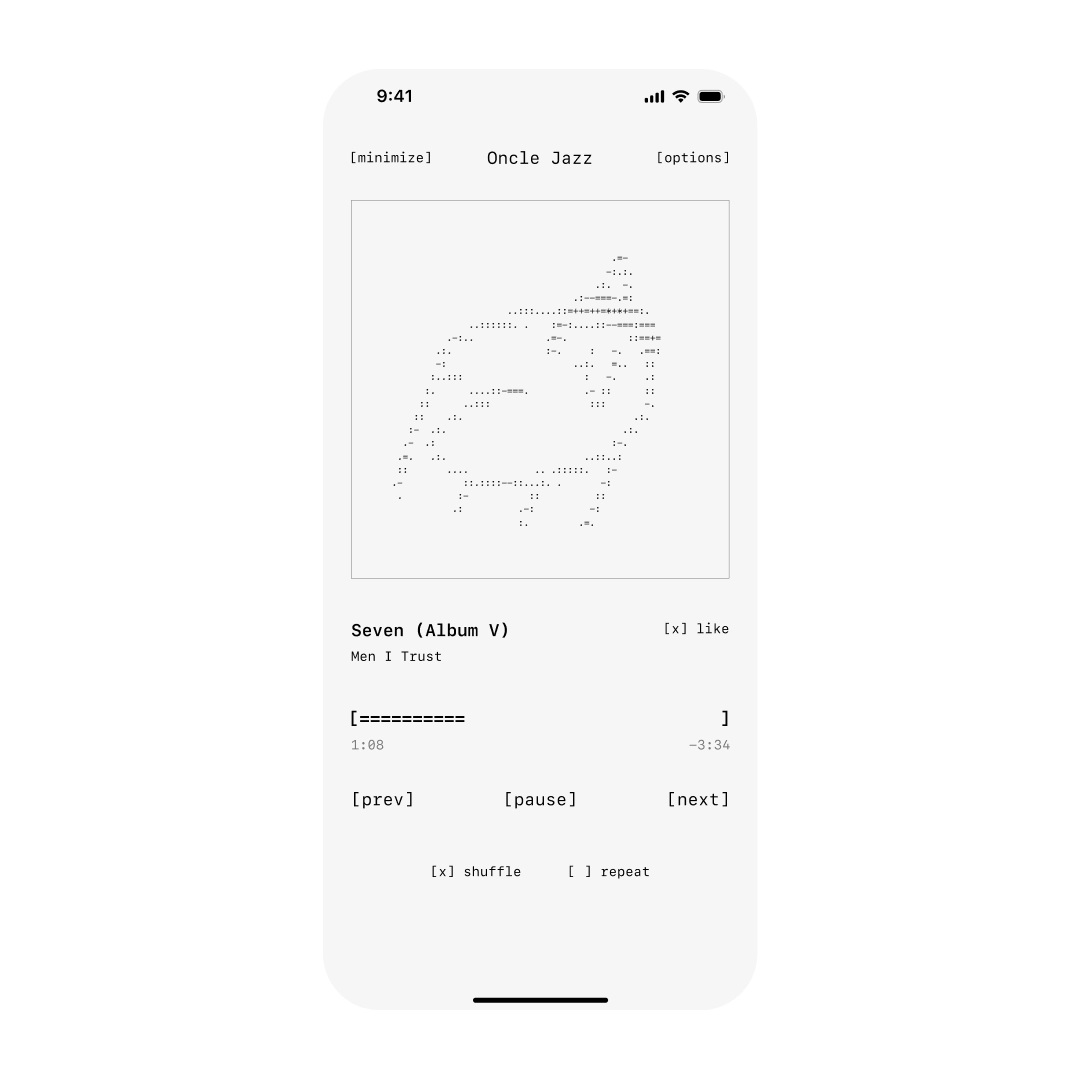 9:41
[minimize] Oncle Jazz [options]
Seven (Album V) [x] like
Men I Trust
[========== ]
1:08 −3:34
[prev] [pause] [next]
[x] shuffle [ ] repeat